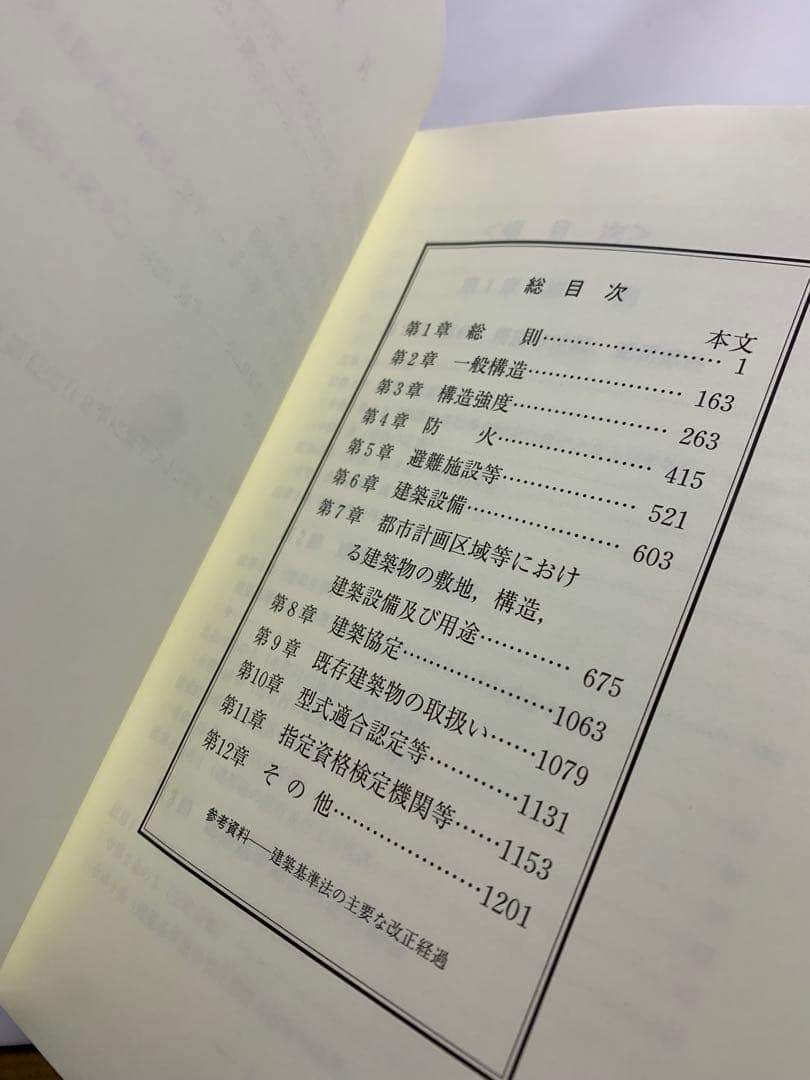 総目次
本文
第1章 総則……………………1
第2章 一般構造…………………163
第3章 構造強度…………………263
第4章 防火…………………415
第5章 避難施設等…………………521
第6章 建築設備…………………603
第7章 都市計画区域等におけ
る建築物の敷地，構造，
建築設備及び用途…………675
第8章 建築協定…………………1063
第9章 既存建築物の取扱い……1079
第10章 型式適合認定等…………1131
第11章 指定資格検定機関等……1153
第12章 その他…………………1201
参考資料―建築基準法の主要な改正経過